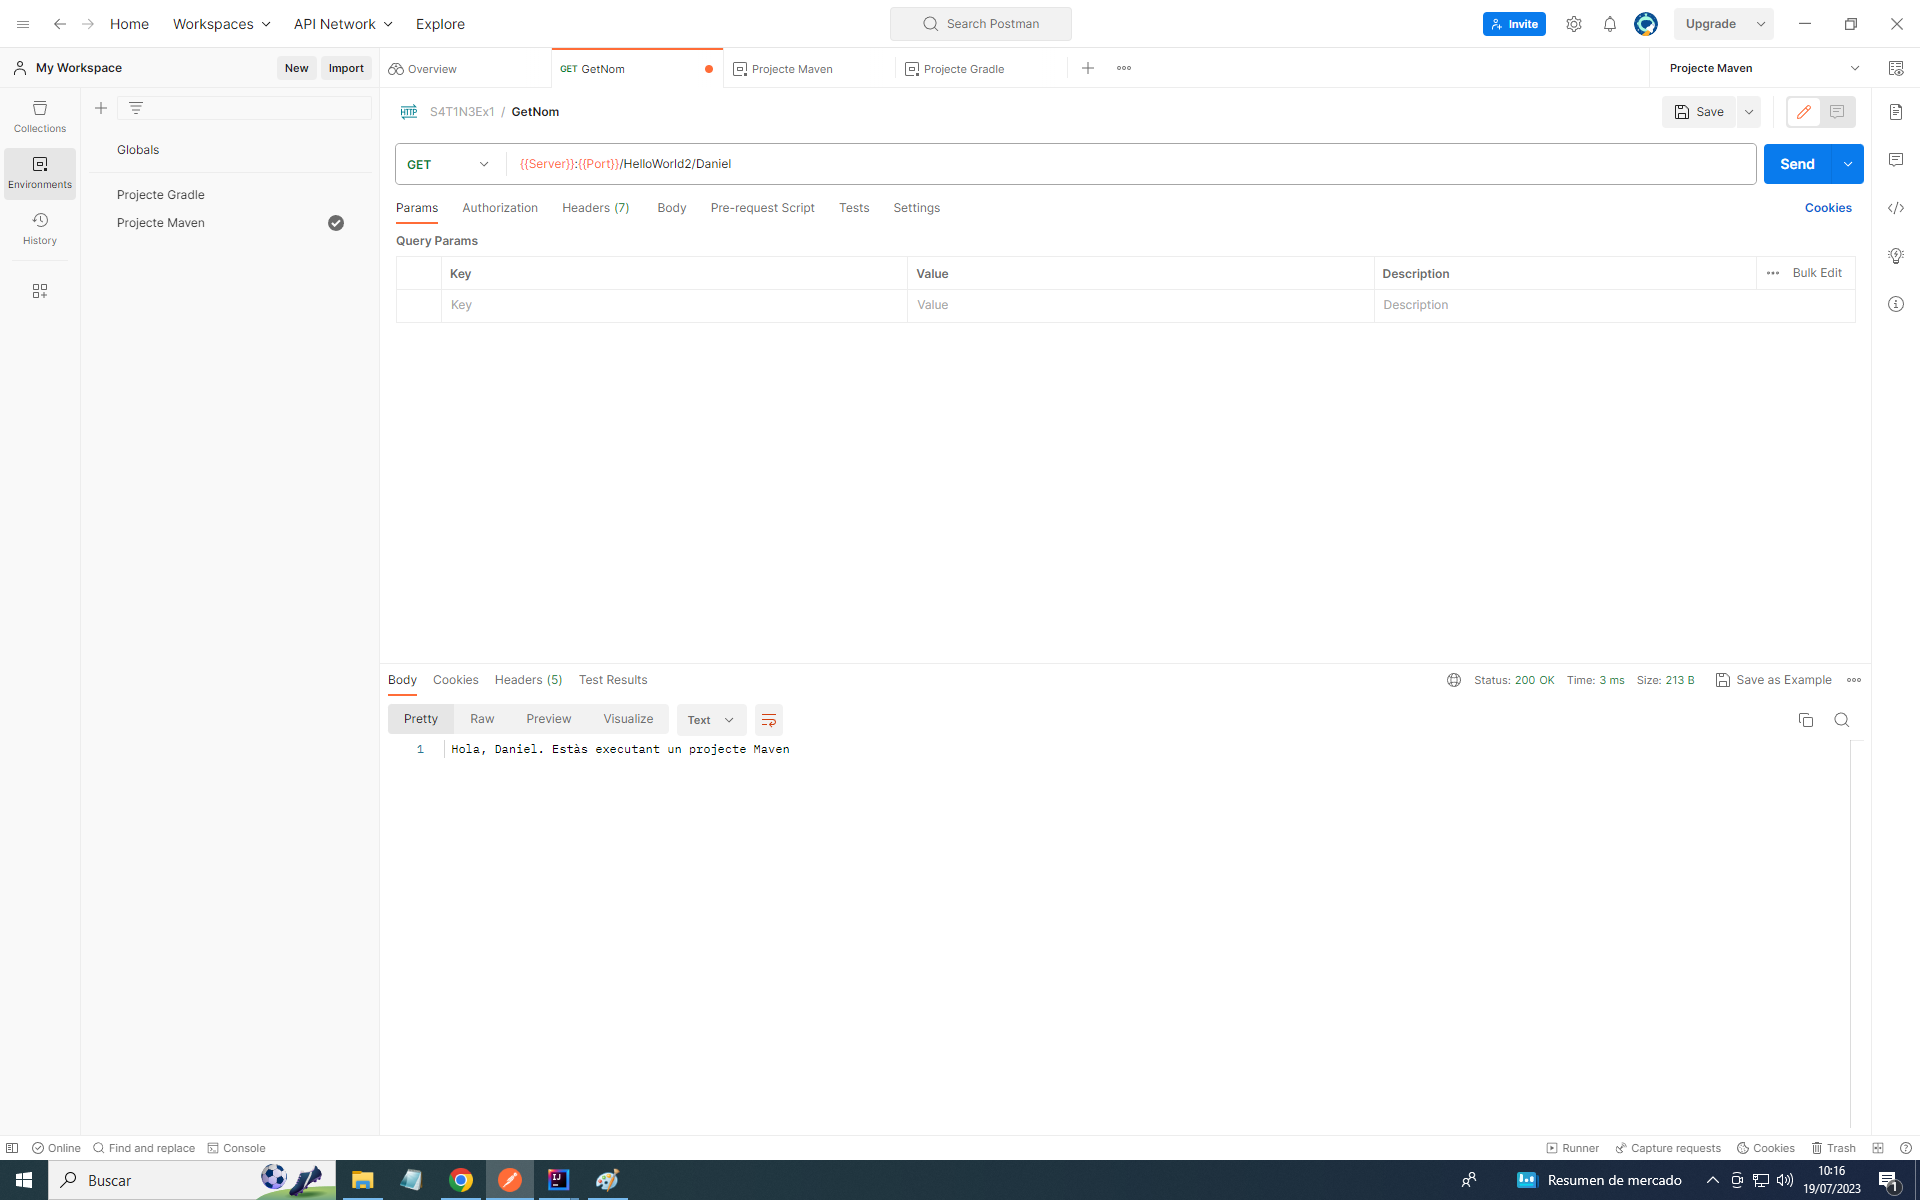 Home Workspaces API Network Explore Search Postman Invite Upgrade
My Workspace New Import Overview GET GetNom Projecte Maven Projecte Gradle Projecte Maven
Collections
Environments
History
Globals
Projecte Gradle
Projecte Maven
HTTP S4T1N3Ex1 / GetNom Save
GET {{Server}}:{{Port}}/HelloWorld2/Daniel Send
Params Authorization Headers (7) Body Pre-request Script Tests Settings Cookies
Query Params
Key Value Description Bulk Edit
Key Value Description
Body Cookies Headers (5) Test Results Status: 200 OK Time: 3 ms Size: 213 B Save as Example
Pretty Raw Preview Visualize Text
1 Hola, Daniel. Estàs executant un projecte Maven
Online Find and replace Console Runner Capture requests Cookies Trash
Buscar Resumen de mercado 10:16
19/07/2023 1